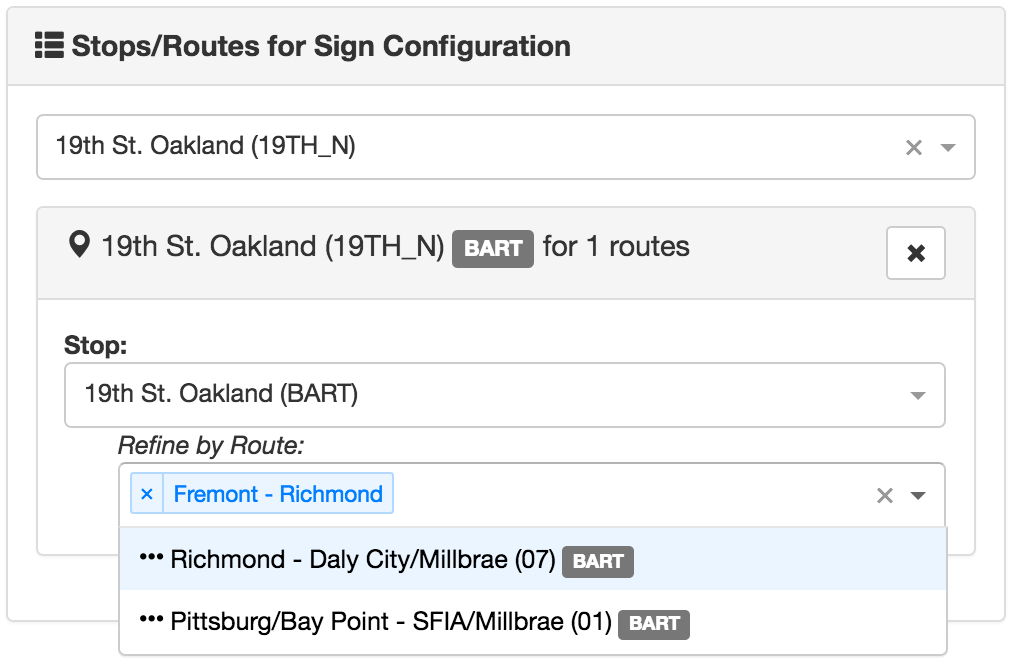 Stops/Routes for Sign Configuration
19th St. Oakland (19TH_N)
19th St. Oakland (19TH_N) BART for 1 routes
Stop:
19th St. Oakland (BART)
Refine by Route:
× Fremont - Richmond
••• Richmond - Daly City/Millbrae (07) BART
••• Pittsburg/Bay Point - SFIA/Millbrae (01) BART